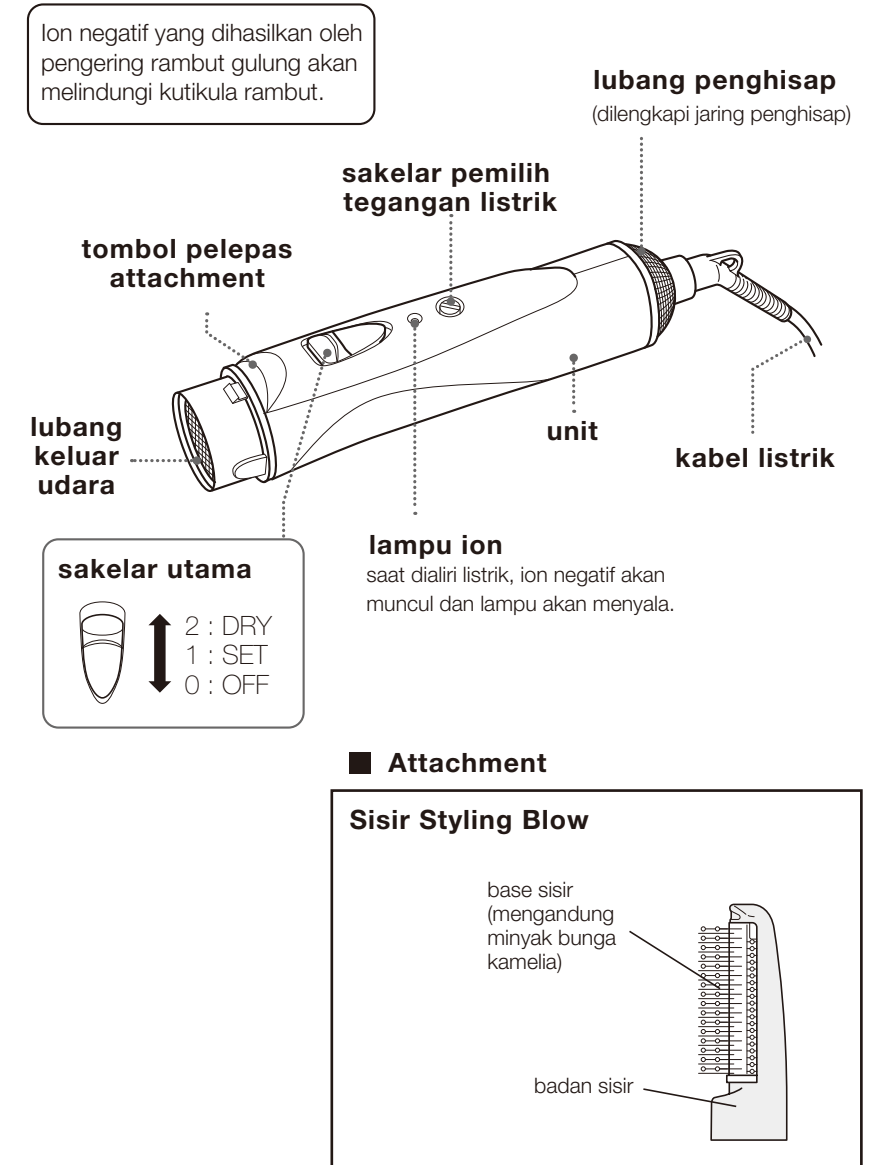 Ion negatif yang dihasilkan oleh
pengering rambut gulung akan
melindungi kutikula rambut.
lubang penghisap
(dilengkapi jaring penghisap)
sakelar pemilih
tegangan listrik
tombol pelepas
attachment
lubang
keluar
udara
unit
kabel listrik
lampu ion
saat dialiri listrik, ion negatif akan
muncul dan lampu akan menyala.
sakelar utama
2 : DRY
1 : SET
0 : OFF
■ Attachment
Sisir Styling Blow
base sisir
(mengandung
minyak bunga
kamelia)
badan sisir